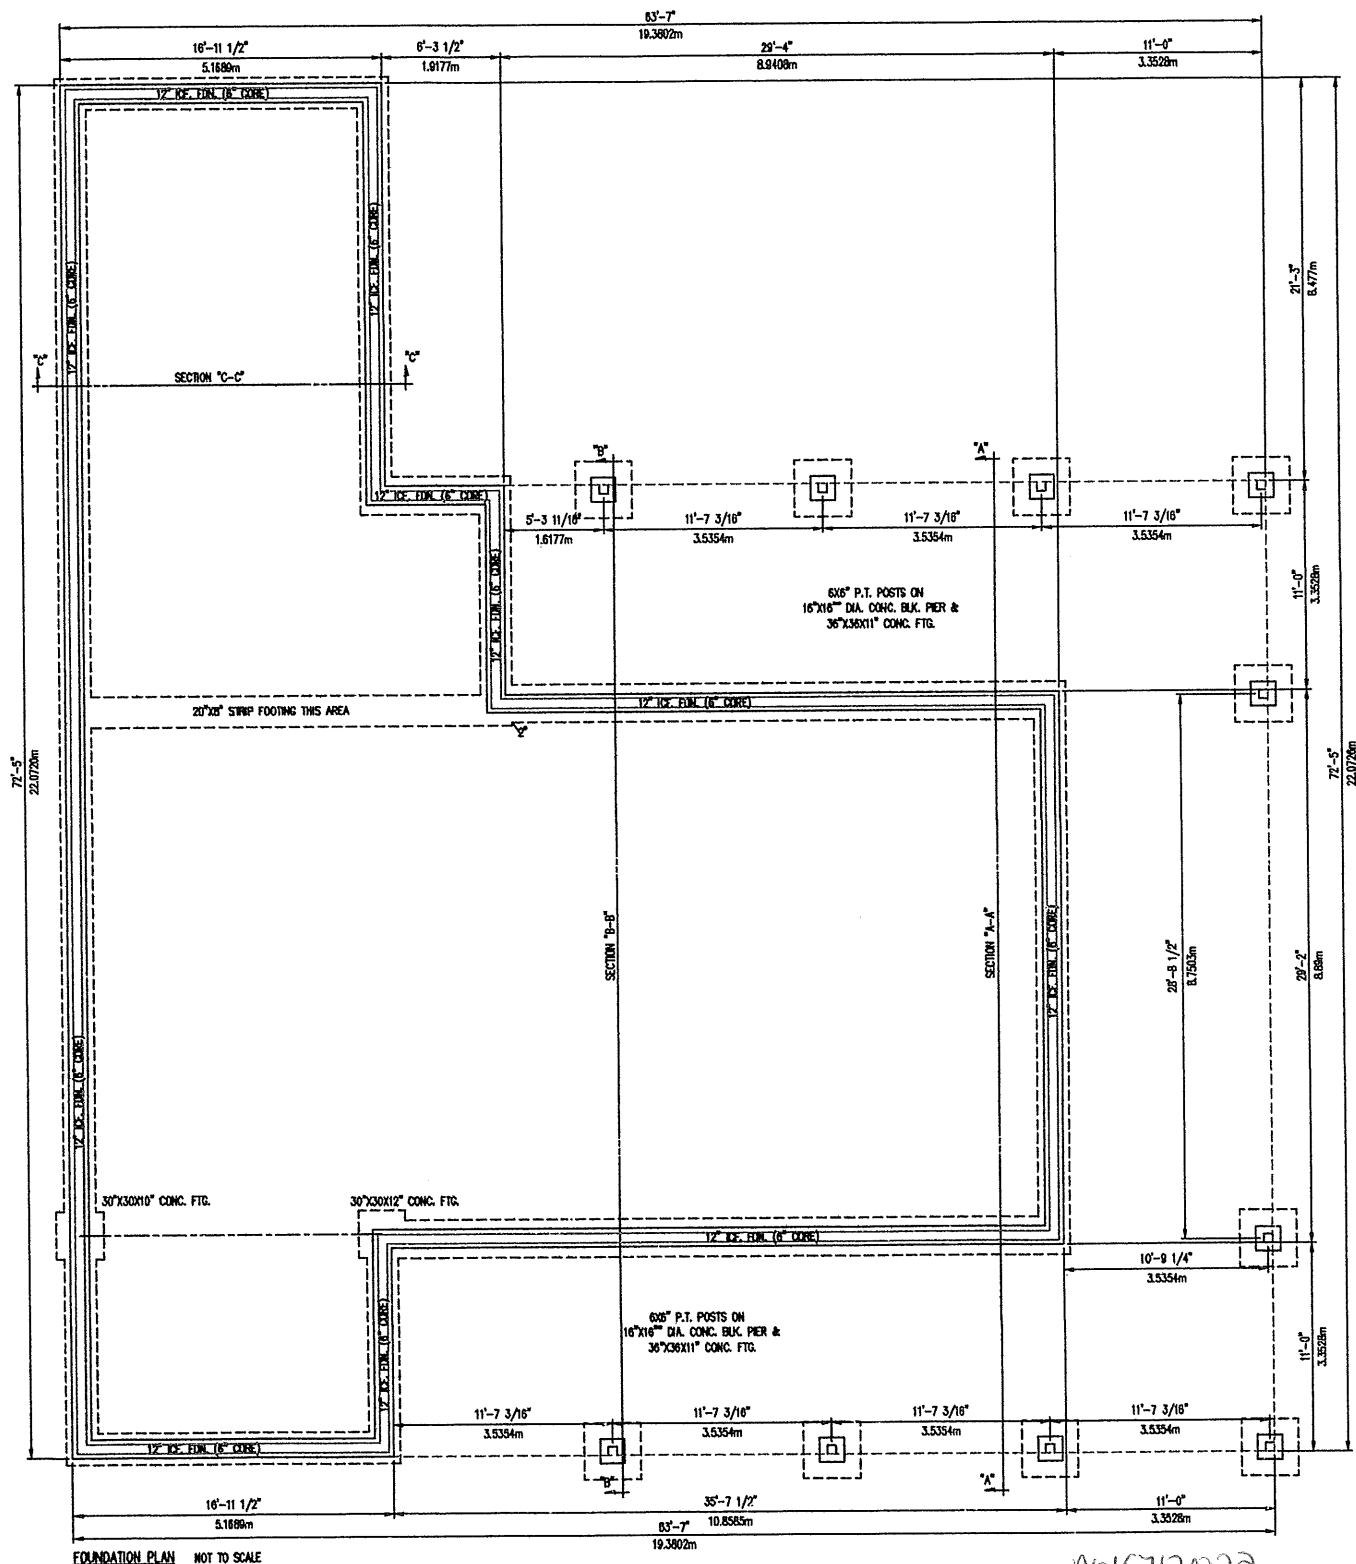 63'-7"
19.3802m
16'-11 1/2"
5.1689m
6'-3 1/2"
1.9177m
29'-4"
8.9408m
11'-0"
3.3528m
12" ICF. FDN. (6" CORE)
12" ICF. FDN. (6" CORE)
12" ICF. FDN. (6" CORE)
21'-3"
6.477m
"C"
"C"
SECTION "C-C"
"B"
"A"
12" ICF. FDN. (6" CORE)
5'-3 11/16"
1.6177m
11'-7 3/16"
3.5354m
11'-7 3/16"
3.5354m
11'-7 3/16"
3.5354m
12" ICF. FDN. (6" CORE)
6X6" P.T. POSTS ON
16"X16"" DIA. CONC. BLK. PIER &
36"X36X11" CONC. FTG.
11'-0"
3.3528m
20"X8" STRIP FOOTING THIS AREA
12" ICF. FDN. (6" CORE)
2"
72'-5"
22.0726m
72'-5"
22.0726m
SECTION "B-B"
SECTION "A-A"
12" ICF. FDN. (6" CORE)
28'-8 1/2"
8.7503m
29'-2"
8.89m
12" ICF. FDN. (6" CORE)
30"X30X10" CONC. FTG.
30"X30X12" CONC. FTG.
12" ICF. FDN. (6" CORE)
10'-9 1/4"
3.5354m
6X6" P.T. POSTS ON
16"X16"" DIA. CONC. BLK. PIER &
36"X36X11" CONC. FTG.
12" ICF. FDN. (6" CORE)
11'-0"
3.3528m
11'-7 3/16"
3.5354m
11'-7 3/16"
3.5354m
11'-7 3/16"
3.5354m
11'-7 3/16"
3.5354m
12" ICF. FDN. (6" CORE)
"B"
"A"
16'-11 1/2"
5.1689m
35'-7 1/2"
10.8585m
11'-0"
3.3528m
63'-7"
19.3802m
FOUNDATION PLAN NOT TO SCALE